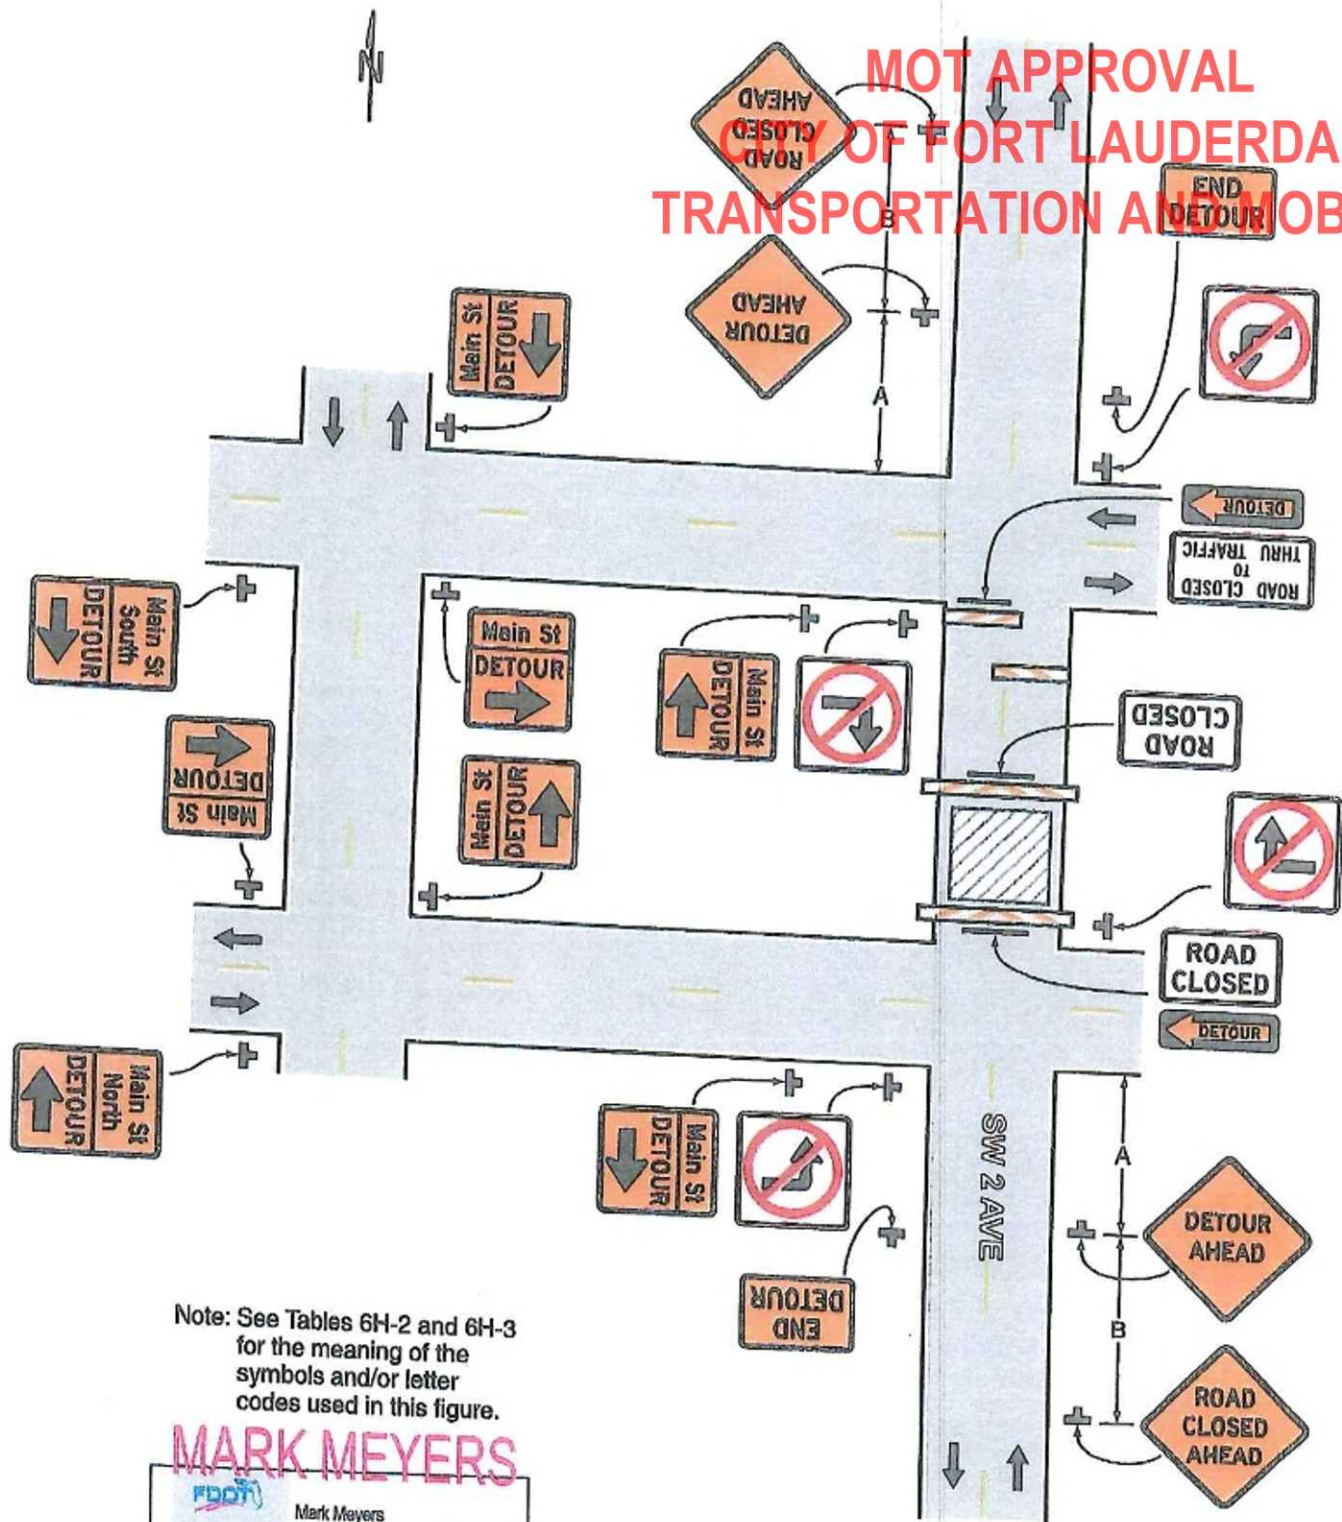 N
MOT APPROVAL
CITY OF FORT LAUDERDA
TRANSPORTATION AND MOB
ROAD
CLOSED
AHEAD
B
END
DETOUR
DETOUR
AHEAD
A
Main St
DETOUR
DETOUR
ROAD CLOSED
TO
THRU TRAFFIC
Main St
South
DETOUR
Main St
DETOUR
Main St
DETOUR
ROAD
CLOSED
Main St
DETOUR
Main St
DETOUR
ROAD
CLOSED
DETOUR
Main St
North
DETOUR
Main St
DETOUR
SW 2 AVE
A
DETOUR
AHEAD
END
DETOUR
B
ROAD
CLOSED
AHEAD
Note: See Tables 6H-2 and 6H-3
for the meaning of the
symbols and/or letter
codes used in this figure.
MARK MEYERS
FDOT
Mark Meyers